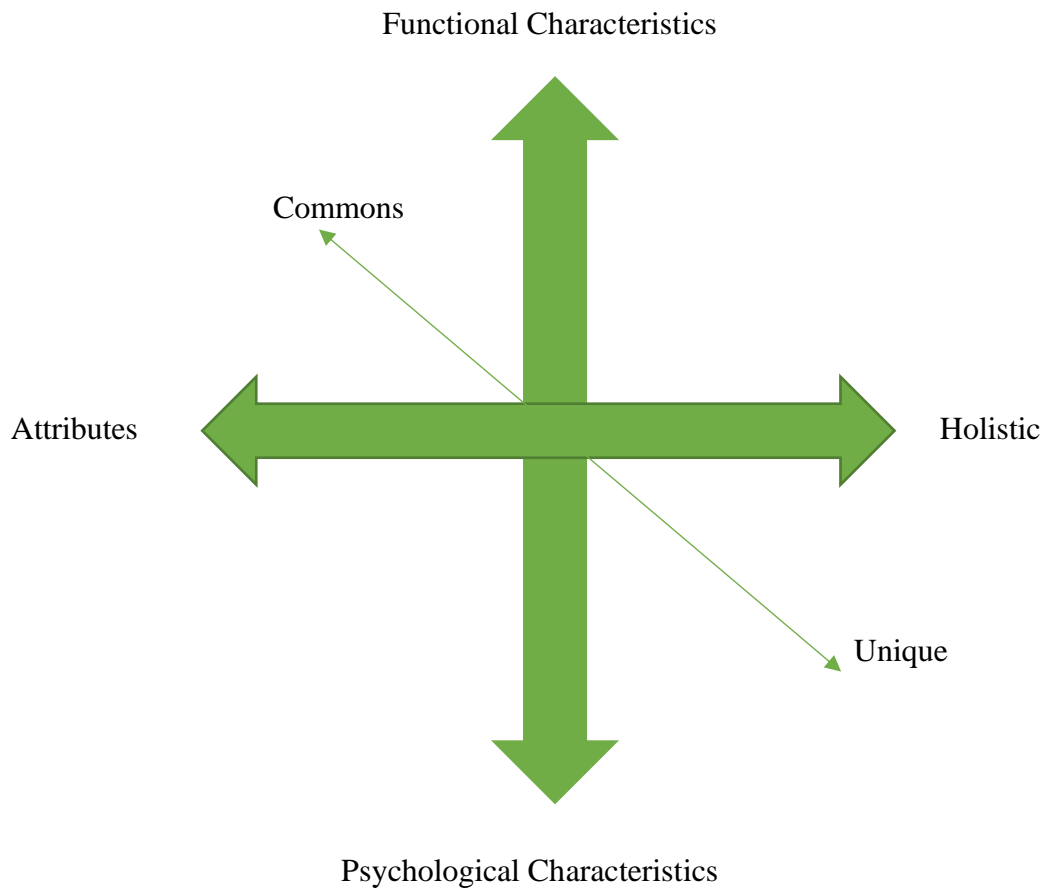 Functional Characteristics
Commons
Attributes
Holistic
Unique
Psychological Characteristics